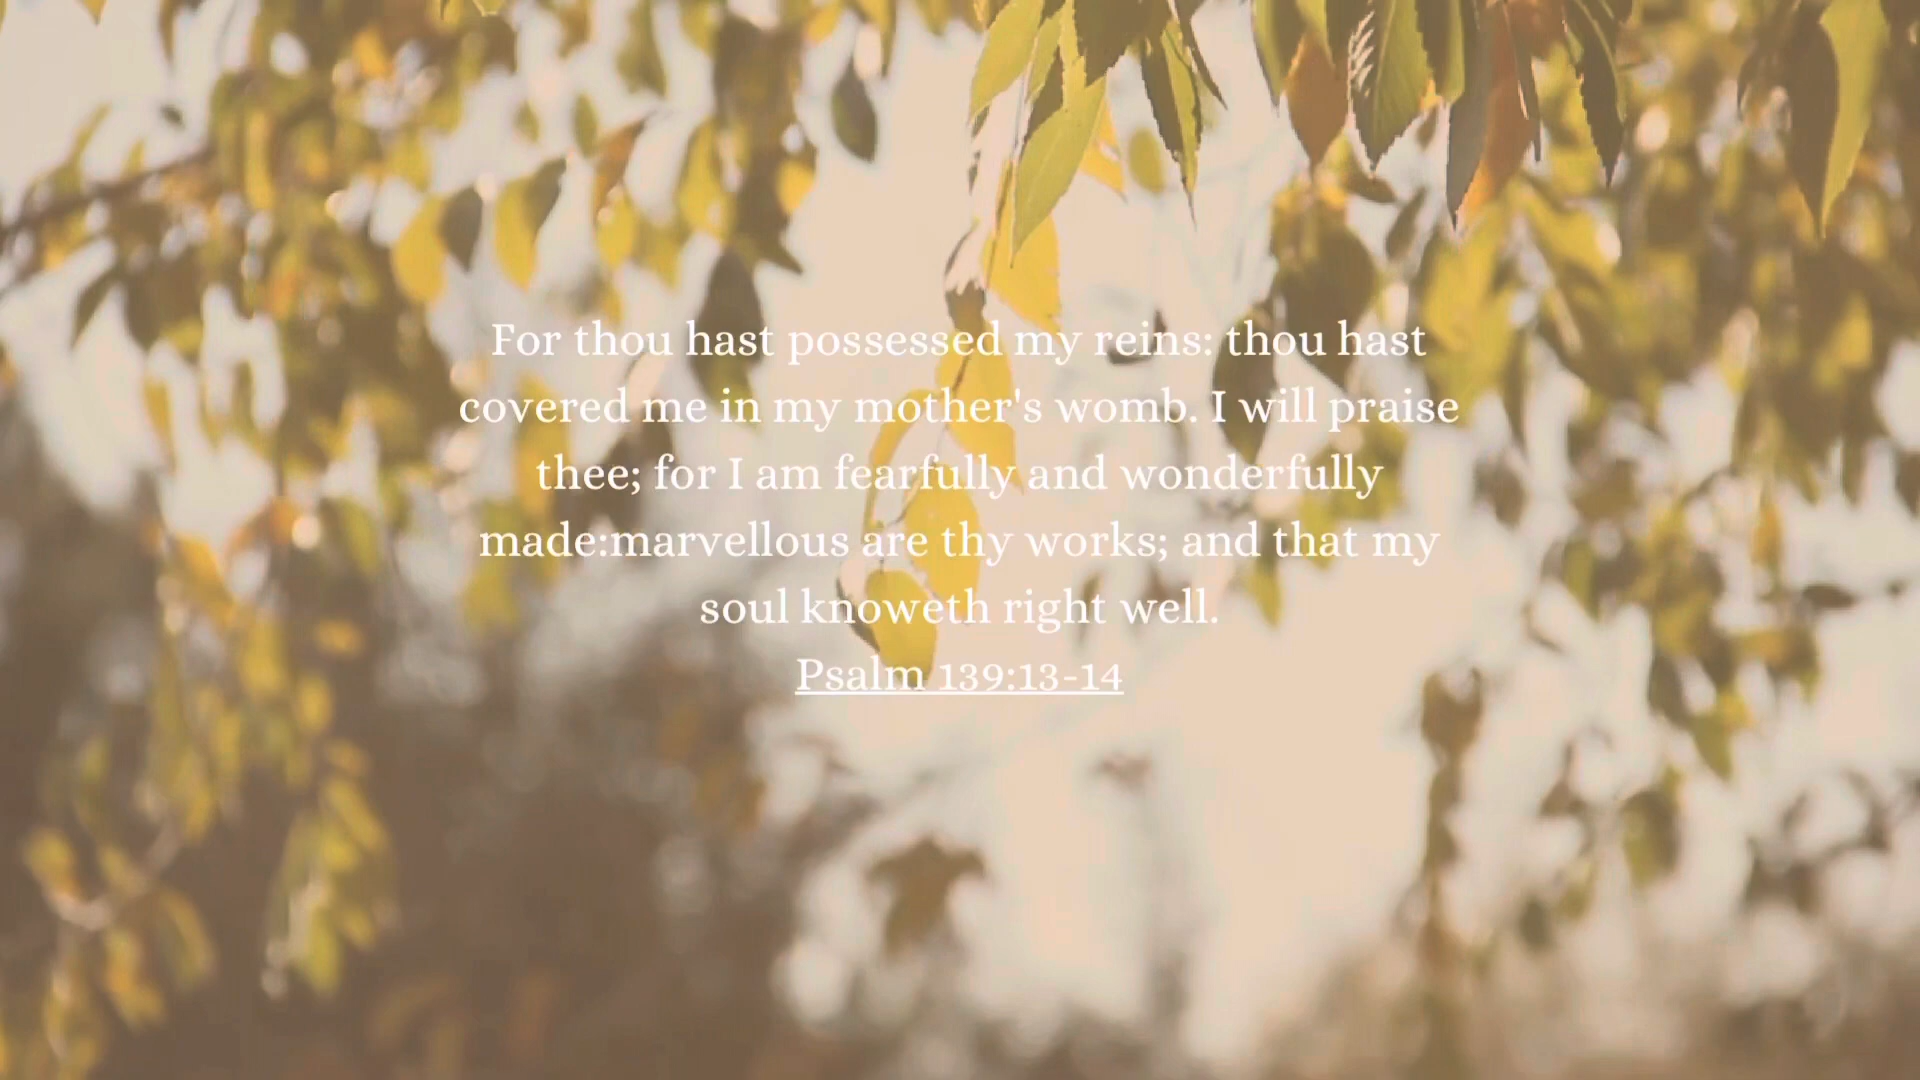 For thou hast possessed my reins: thou hast
covered me in my mother's womb. I will praise
thee; for I am fearfully and wonderfully
made:marvellous are thy works; and that my
soul knoweth right well.
Psalm 139:13-14